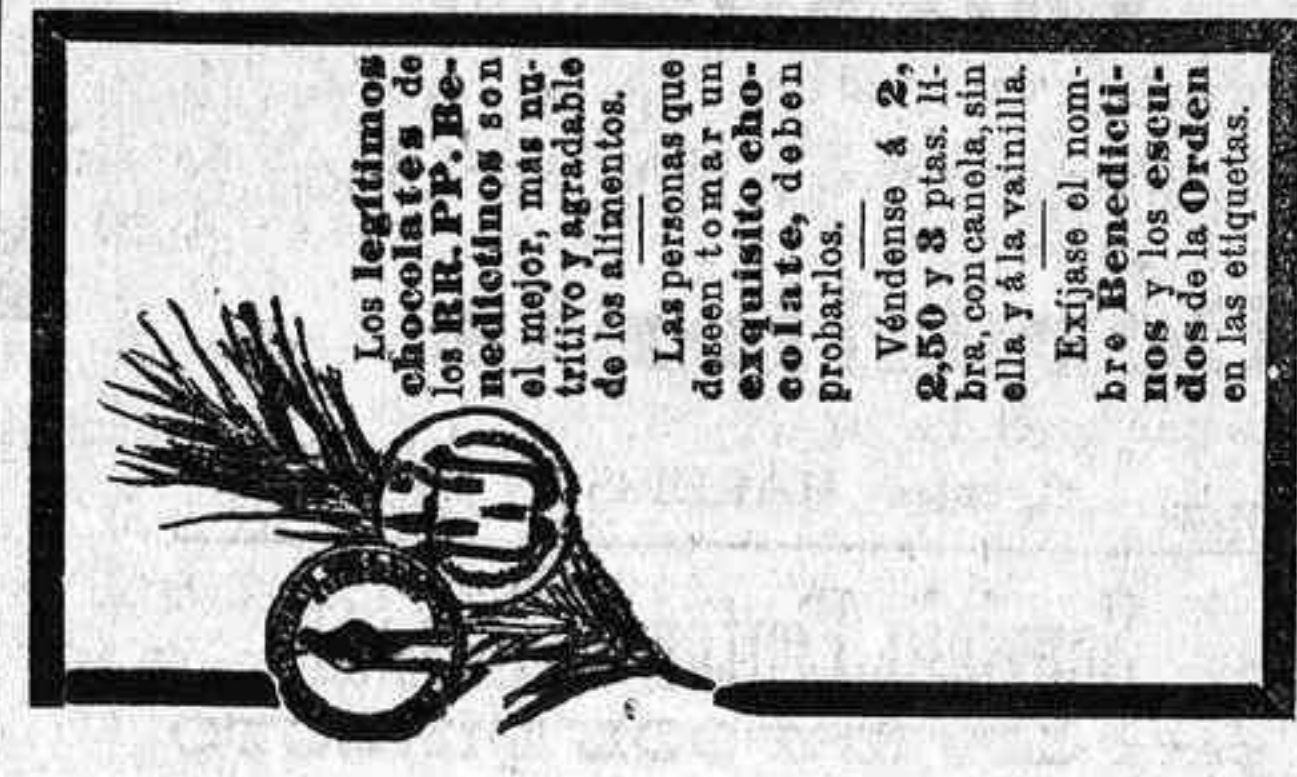 Los legítimos
chocolates de
los RR. PP. Be-
nedictinos son
el mejor, más nu-
tritivo y agradable
de los alimentos.
Las personas que
deseen tomar un
exquisito cho-
colate, deben
probarlos.
Véndense á 2,
2,50 y 3 ptas. li-
bra, con canela, sin
ella y á la vainilla.
Exíjase el nom-
bre Benedicti-
nos y los escu-
dos de la Orden
en las etiquetas.